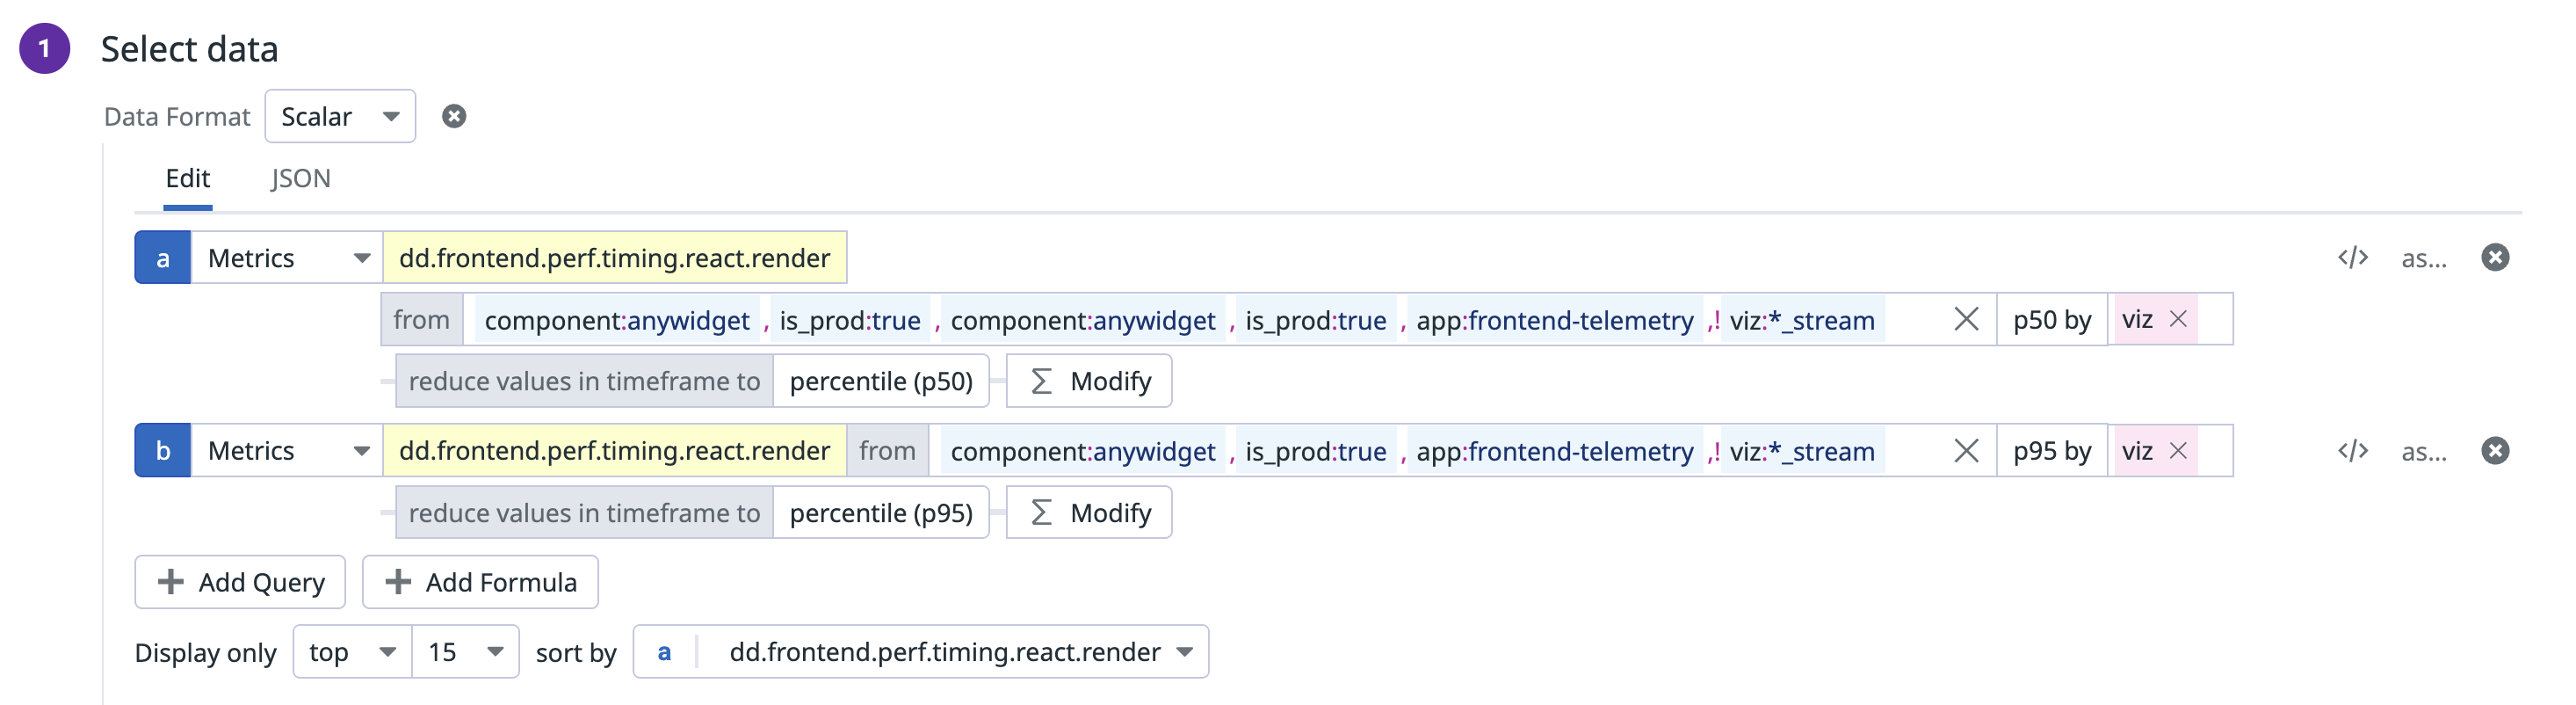 1 Select data
Data Format Scalar
Edit JSON
a Metrics dd.frontend.perf.timing.react.render </> as...
from component:anywidget , is_prod:true , component:anywidget , is_prod:true , app:frontend-telemetry ,! viz:*_stream p50 by viz
reduce values in timeframe to percentile (p50) Σ Modify
b Metrics dd.frontend.perf.timing.react.render from component:anywidget , is_prod:true , app:frontend-telemetry ,! viz:*_stream p95 by viz </> as...
reduce values in timeframe to percentile (p95) Σ Modify
+ Add Query + Add Formula
Display only top 15 sort by a dd.frontend.perf.timing.react.render